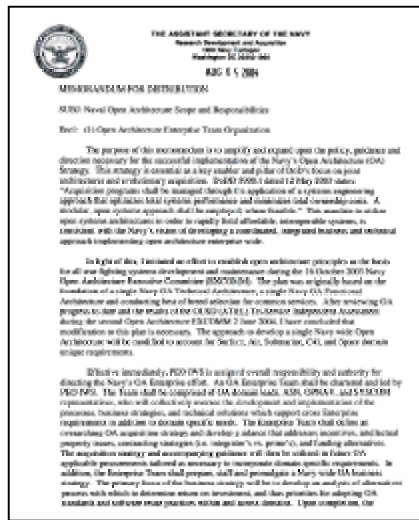 THE ASSISTANT SECRETARY OF THE NAVY
Research Development and Acquisition
1000 Navy Pentagon
Washington DC 20350-1000
AUG 05 2004
MEMORANDUM FOR DISTRIBUTION
SUBJ: Naval Open Architecture Scope and Responsibilities
Encl: (1) Open Architecture Enterprise Team Organization
The purpose of this memorandum is to amplify and expand upon the policy, guidance and
direction necessary for the successful implementation of the Navy's Open Architecture (OA)
Strategy. This strategy is essential as a key enabler and pillar of DoD's focus on joint
architectures and evolutionary acquisition. DoDD 5000.1 dated 12 May 2003 states
"Acquisition programs shall be managed through the application of a systems engineering
approach that optimizes total systems performance and minimizes total ownership costs. A
modular, open systems approach shall be employed where feasible." This mandate to utilize
open systems architectures in order to rapidly field affordable, interoperable systems, is
consistent with the Navy's vision of developing a coordinated, integrated business and technical
approach implementing open architecture enterprise wide.
In light of this, I initiated an effort to establish open architecture principles as the basis
for all war fighting systems development and maintenance during the 16 October 2003 Navy
Open Architecture Executive Committee (EXCOMM). The plan was originally based on the
foundation of a single Navy OA Technical Architecture, a single Navy OA Functional
Architecture and conducting best of breed selection for common services. After reviewing OA
progress to date and the results of the OUSD (AT&L) Tri-Service Independent Assessment
during the second Open Architecture EXCOMM 2 June 2004, I have concluded that
modification to this plan is necessary. The approach to develop a single Navy wide Open
Architecture will be modified to account for Surface, Air, Submarine, C4I, and Space domain
unique requirements.
Effective immediately, PEO IWS is assigned overall responsibility and authority for
directing the Navy's OA Enterprise effort. An OA Enterprise Team shall be chartered and led by
PEO IWS. The Team shall be comprised of OA domain leads, ASN, OPNAV, and SYSCOM
representatives, who will collectively oversee the development and implementation of the
processes, business strategies, and technical solutions which support cross Enterprise
requirements in addition to domain specific needs. The Enterprise Team shall define an
overarching OA acquisition strategy and develop guidance that addresses incentives, intellectual
property issues, contracting strategies (i.e. integrator's vs. prime's), and funding alternatives.
The acquisition strategy and accompanying guidance will then be utilized in future OA
applicable procurements tailored as necessary to incorporate domain specific requirements. In
addition, the Enterprise Team shall prepare, staff and promulgate a Navy wide OA business
strategy. The primary focus of the business strategy will be to develop an analysis of alternatives
process with which to determine return on investment, and thus priorities for adopting OA
standards and software reuse practices within and across domains. Upon completion, the